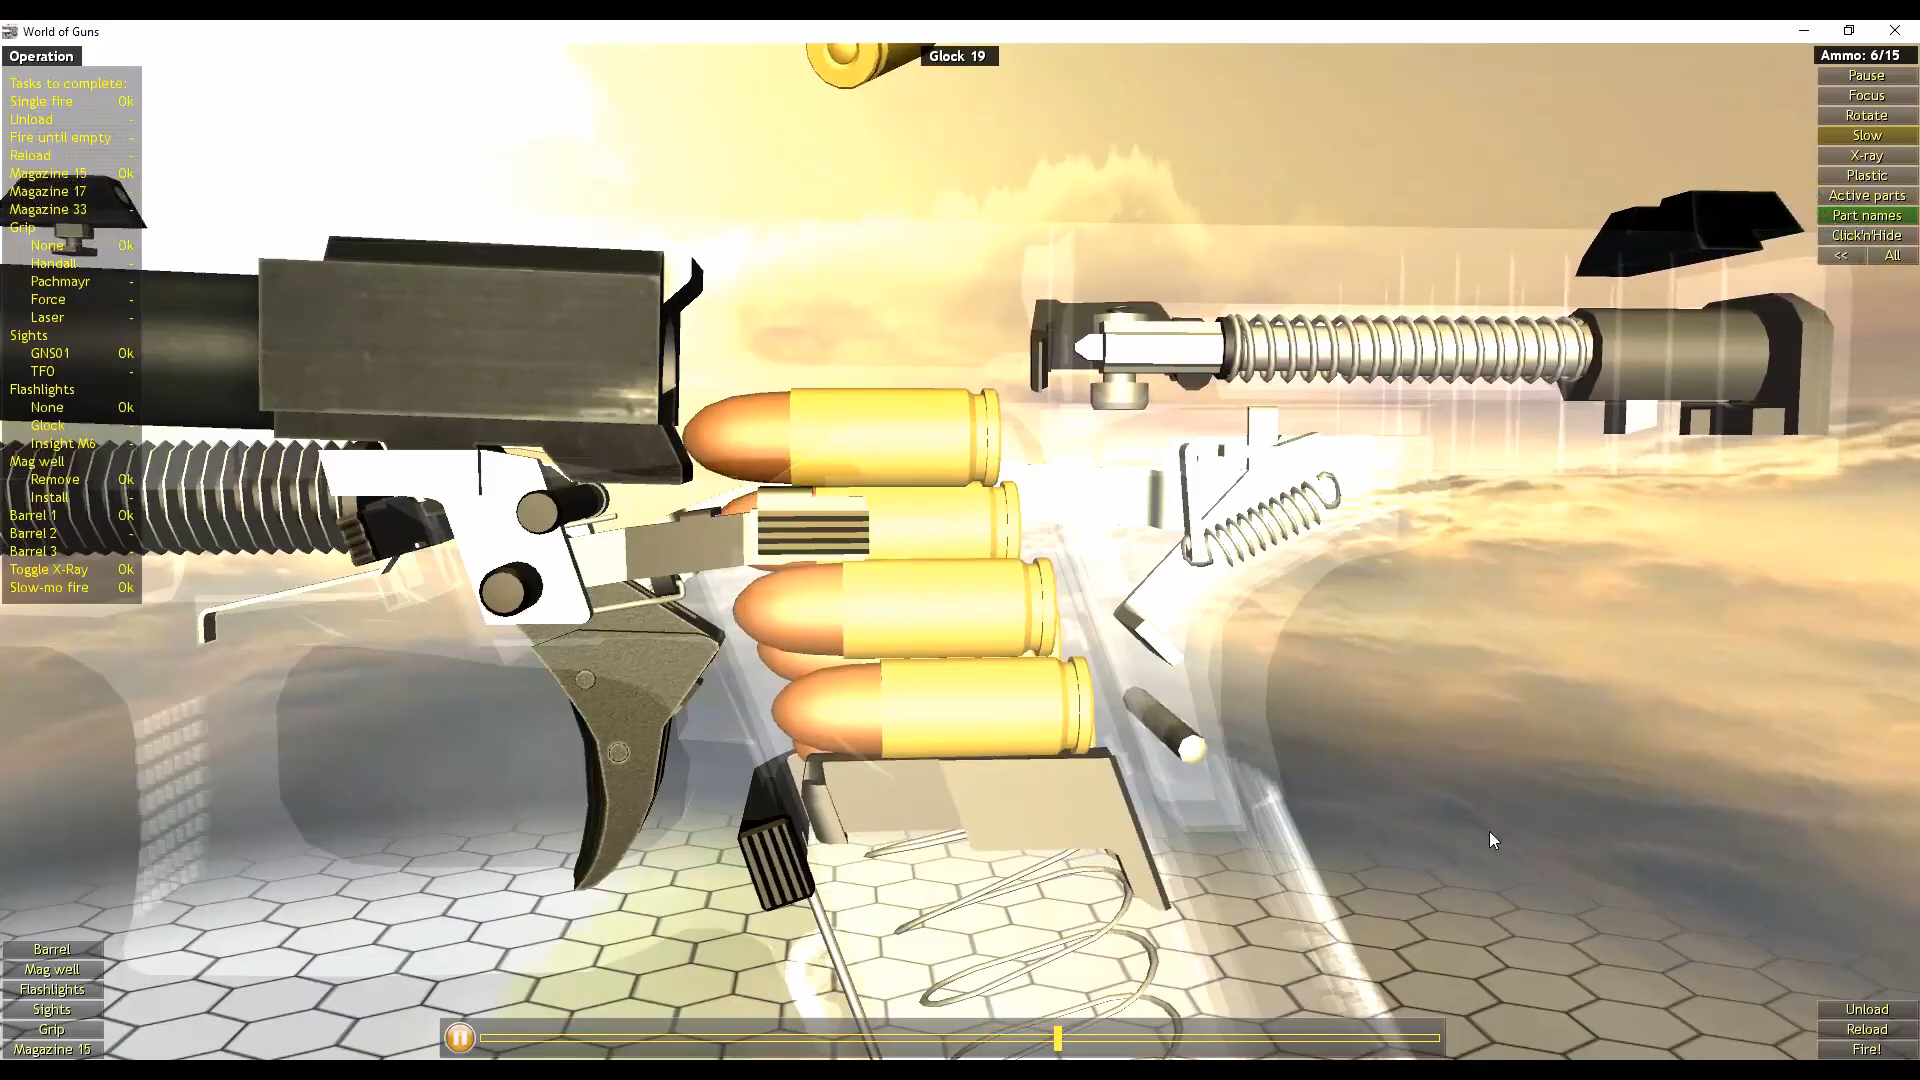 World of Guns
Operation
Glock 19
Ammo: 6/15
Tasks to complete:
Single fire Ok
Unload -
Fire until empty -
Reload -
Magazine 15 Ok
Magazine 17 -
Magazine 33 -
Grip
None Ok
Handall -
Pachmayr -
Force -
Laser -
Sights
GNS01 Ok
TFO -
Flashlights
None Ok
Glock -
Insight M6 -
Mag well
Remove Ok
Install -
Barrel 1 Ok
Barrel 2 -
Barrel 3 -
Toggle X-Ray Ok
Slow-mo fire Ok
Pause
Focus
Rotate
Slow
X-ray
Plastic
Active parts
Part names
Click'n'Hide
<< All
Barrel
Mag well
Flashlights
Sights
Grip
Magazine 15
Unload
Reload
Fire!